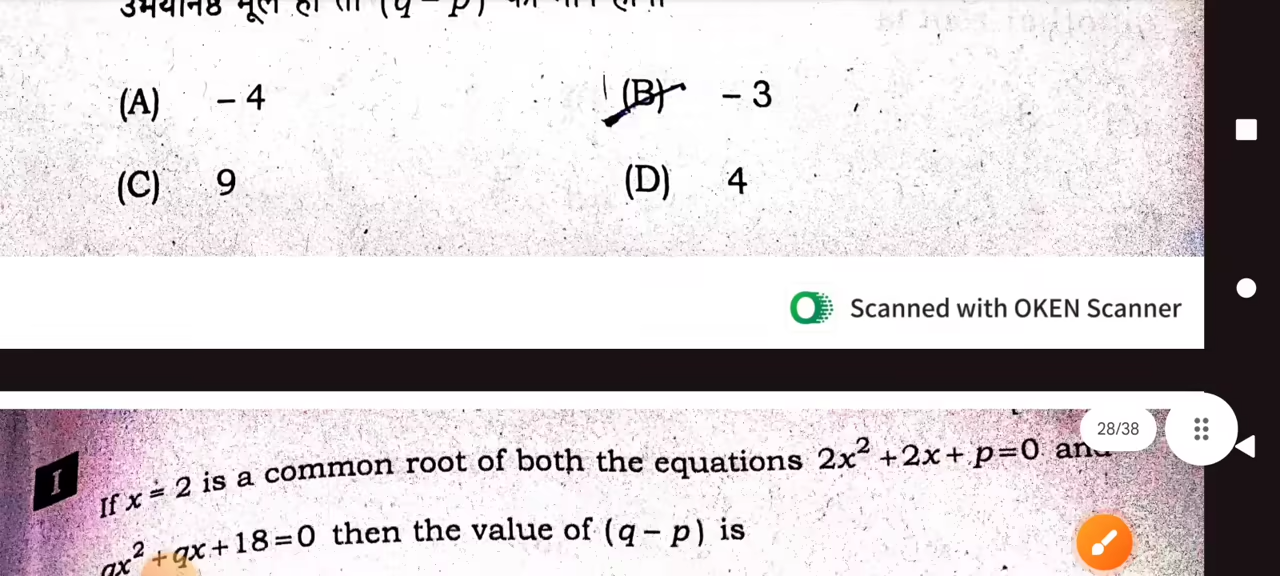 (q – p)
(A) – 4 (B) – 3
(C) 9 (D) 4
Scanned with OKEN Scanner
28/38
I If x = 2 is a common root of both the equations 2x² + 2x + p = 0
qx² + qx + 18 = 0 then the value of (q – p) is